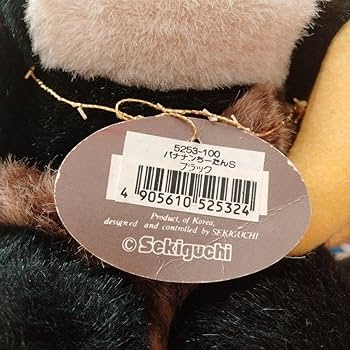 5253-100
バナナンちーたんS
ブラック
4 905610 525324
Product, of Korea.
designed and controlled by SEKIGUCHI
© Sekiguchi